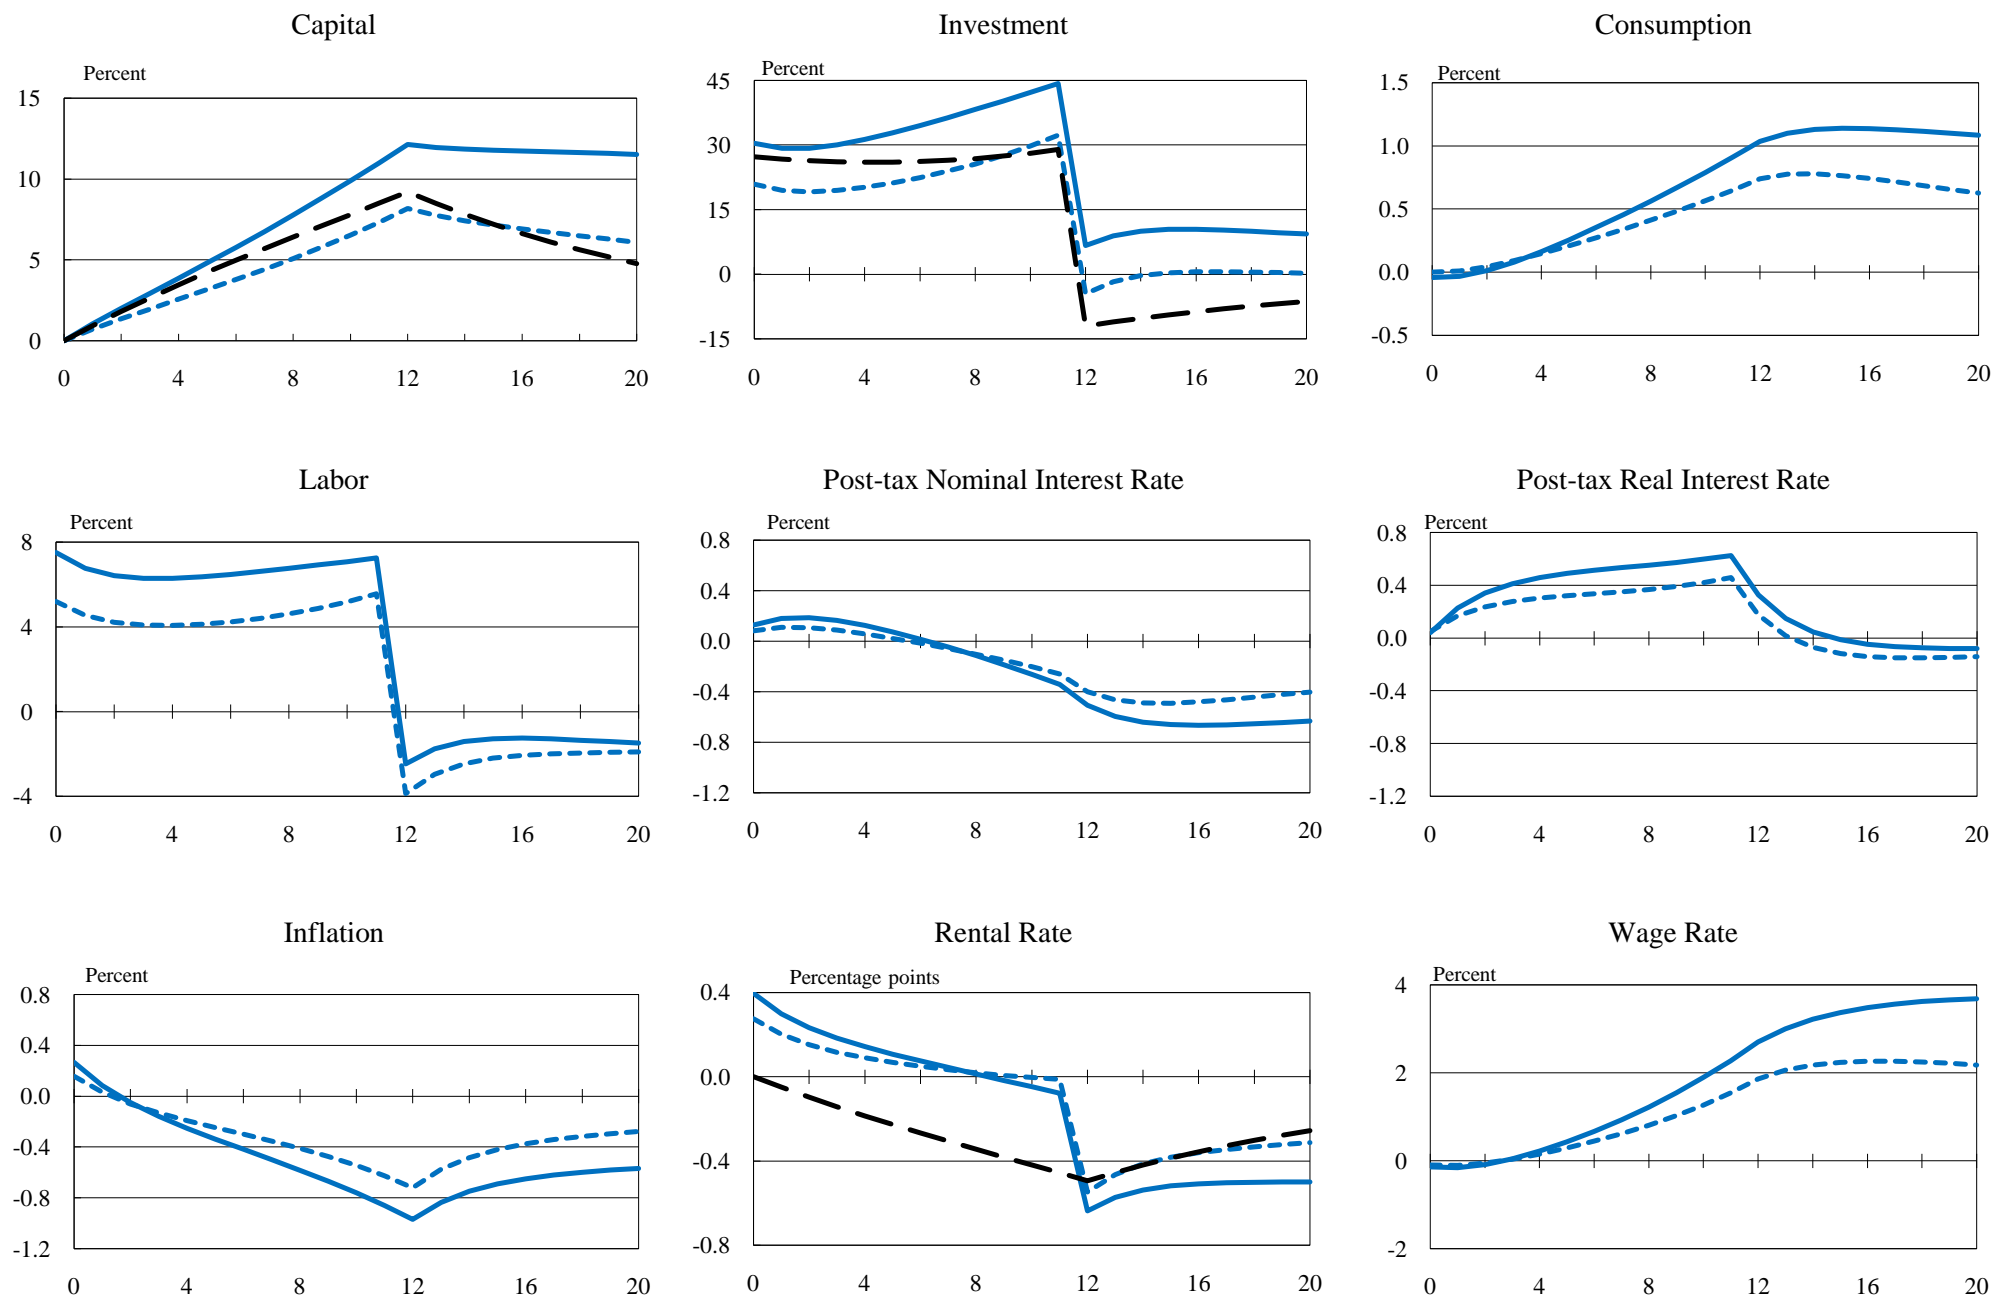 Capital
Percent
15
10
5
0
0 4 8 12 16 20
Investment
Percent
45
30
15
0
-15
0 4 8 12 16 20
Consumption
Percent
1.5
1.0
0.5
0.0
-0.5
0 4 8 12 16 20
Labor
Percent
8
4
0
-4
0 4 8 12 16 20
Post-tax Nominal Interest Rate
Percent
0.8
0.4
0.0
-0.4
-0.8
-1.2
0 4 8 12 16 20
Post-tax Real Interest Rate
Percent
0.8
0.4
0.0
-0.4
-0.8
-1.2
0 4 8 12 16 20
Inflation
Percent
0.8
0.4
0.0
-0.4
-0.8
-1.2
0 4 8 12 16 20
Rental Rate
Percentage points
0.4
0.0
-0.4
-0.8
0 4 8 12 16 20
Wage Rate
Percent
4
2
0
-2
0 4 8 12 16 20